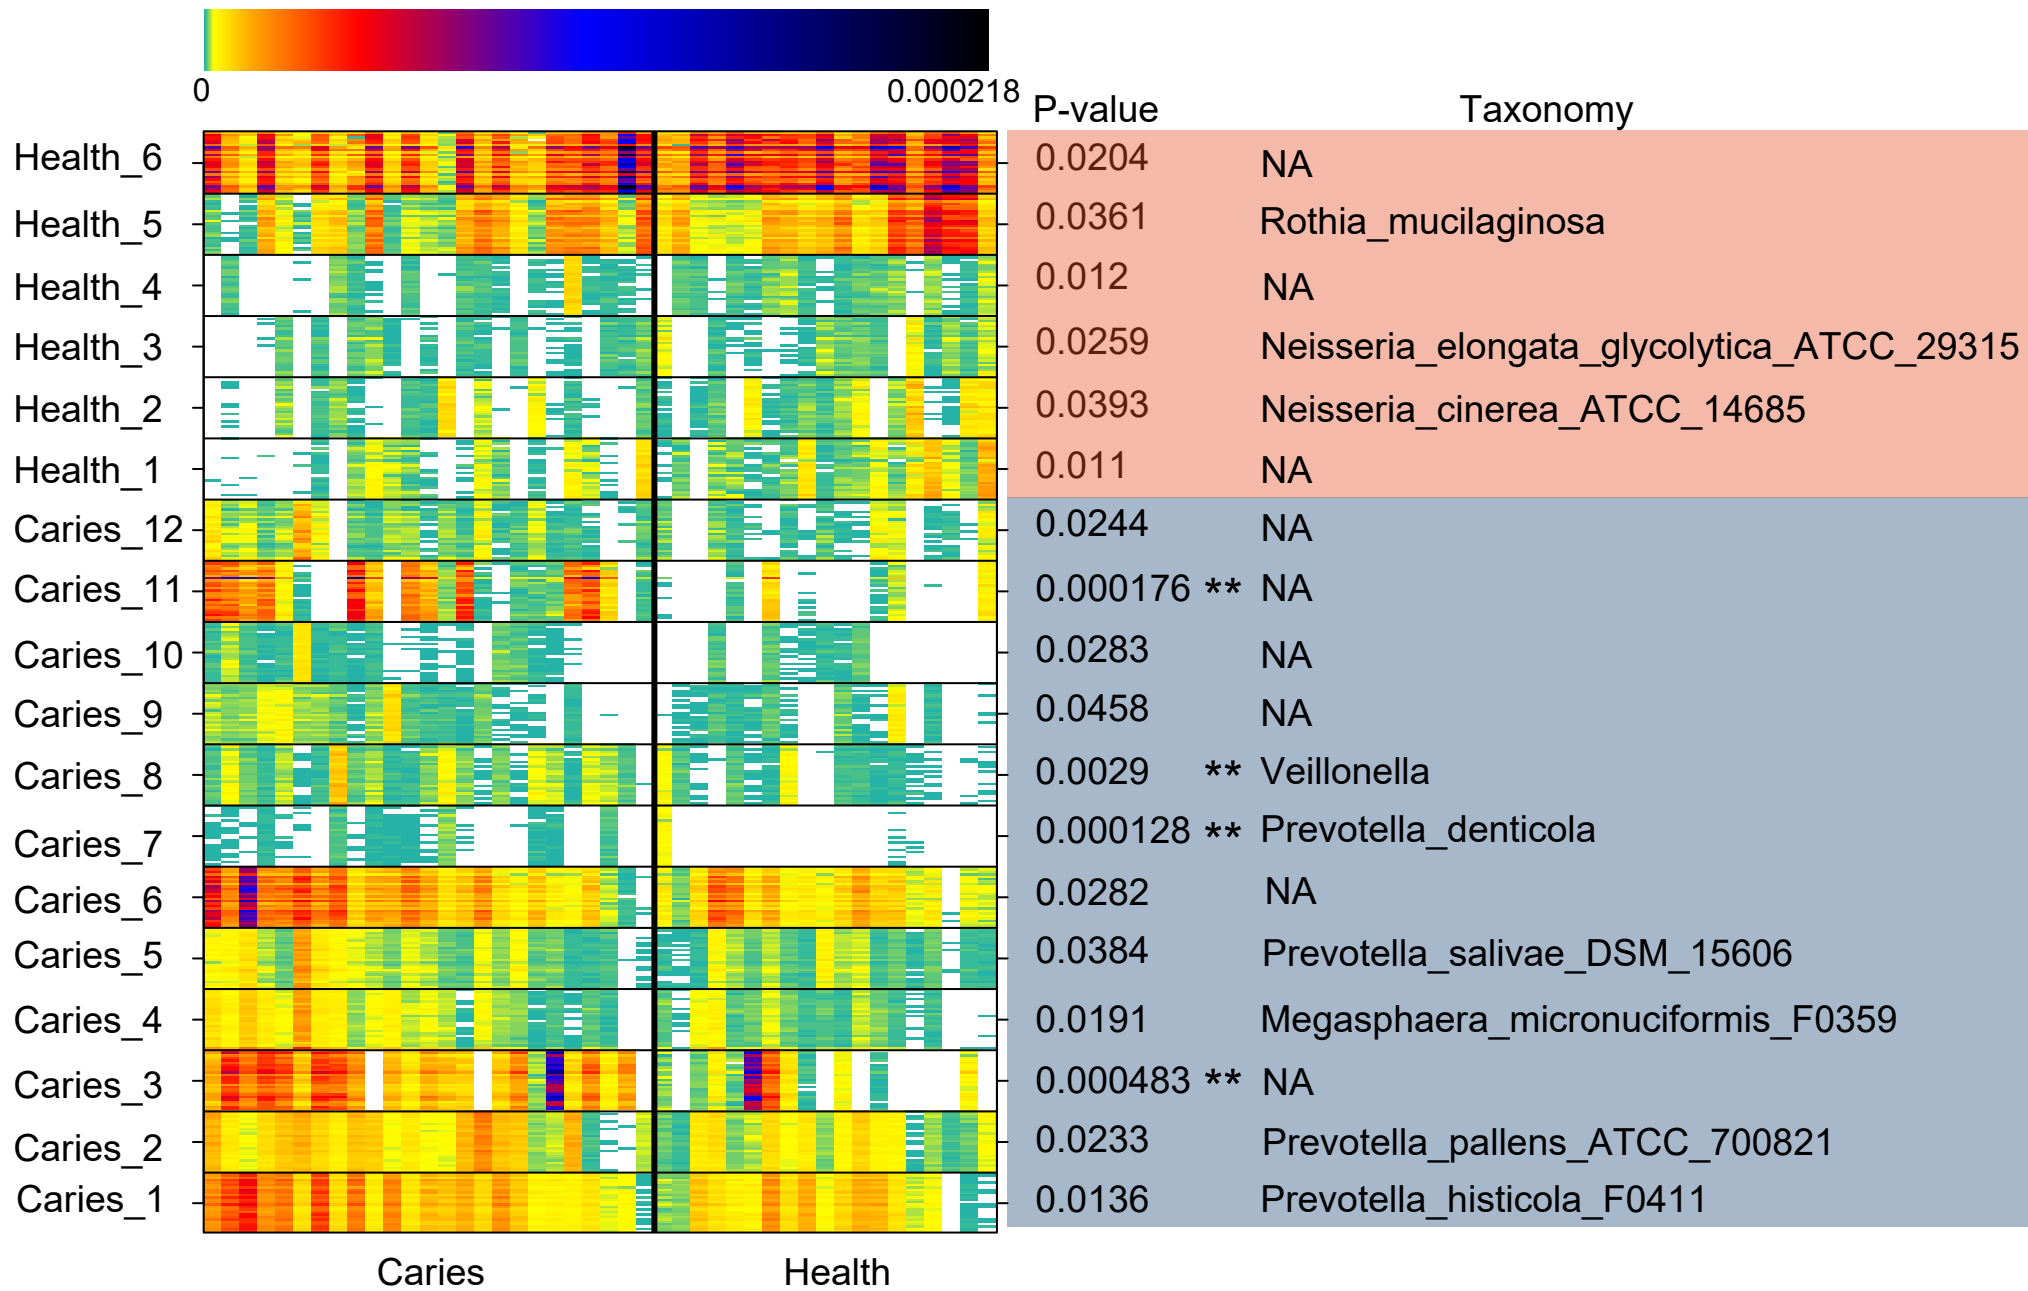 0 0.000218
P-value Taxonomy
Health_6 0.0204 NA
Health_5 0.0361 Rothia_mucilaginosa
Health_4 0.012 NA
Health_3 0.0259 Neisseria_elongata_glycolytica_ATCC_29315
Health_2 0.0393 Neisseria_cinerea_ATCC_14685
Health_1 0.011 NA
Caries_12 0.0244 NA
Caries_11 0.000176 ** NA
Caries_10 0.0283 NA
Caries_9 0.0458 NA
Caries_8 0.0029 ** Veillonella
Caries_7 0.000128 ** Prevotella_denticola
Caries_6 0.0282 NA
Caries_5 0.0384 Prevotella_salivae_DSM_15606
Caries_4 0.0191 Megasphaera_micronuciformis_F0359
Caries_3 0.000483 ** NA
Caries_2 0.0233 Prevotella_pallens_ATCC_700821
Caries_1 0.0136 Prevotella_histicola_F0411
Caries Health